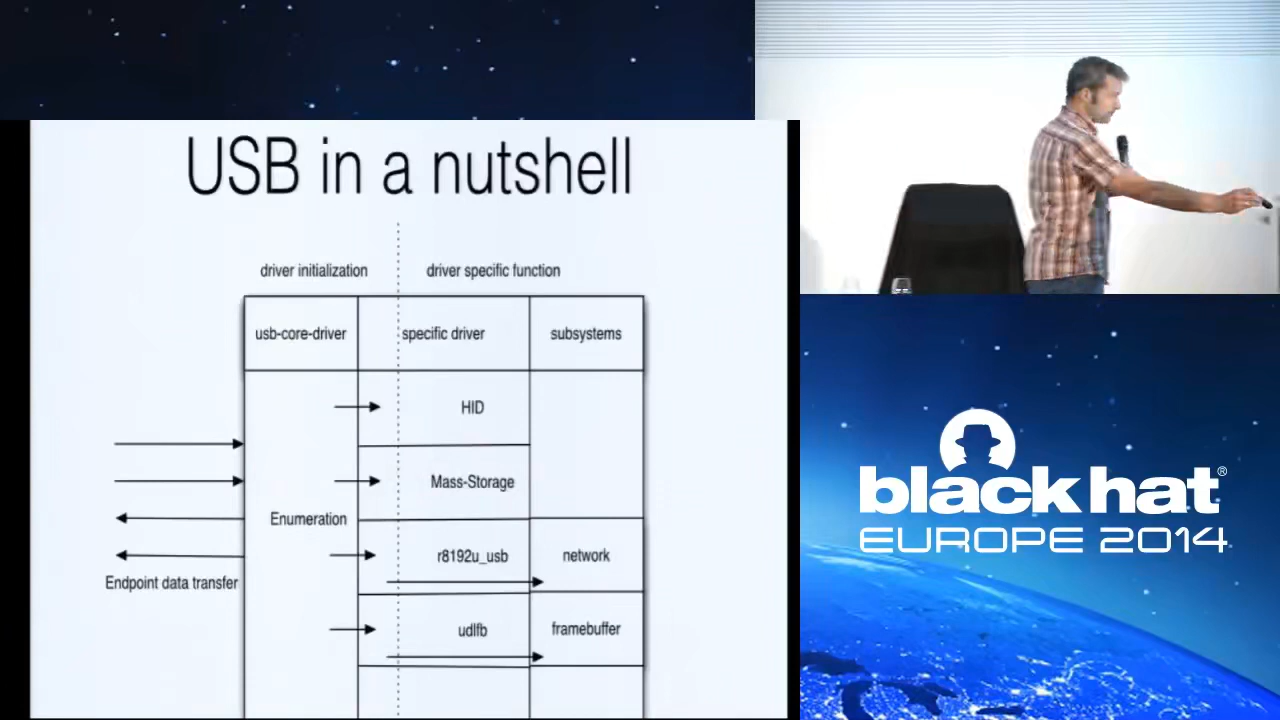 USB in a nutshell
driver initialization
driver specific function
usb-core-driver
specific driver
subsystems
HID
Mass-Storage
Enumeration
r8192u_usb
network
Endpoint data transfer
udlfb
framebuffer
black hat®
EUROPE 2014